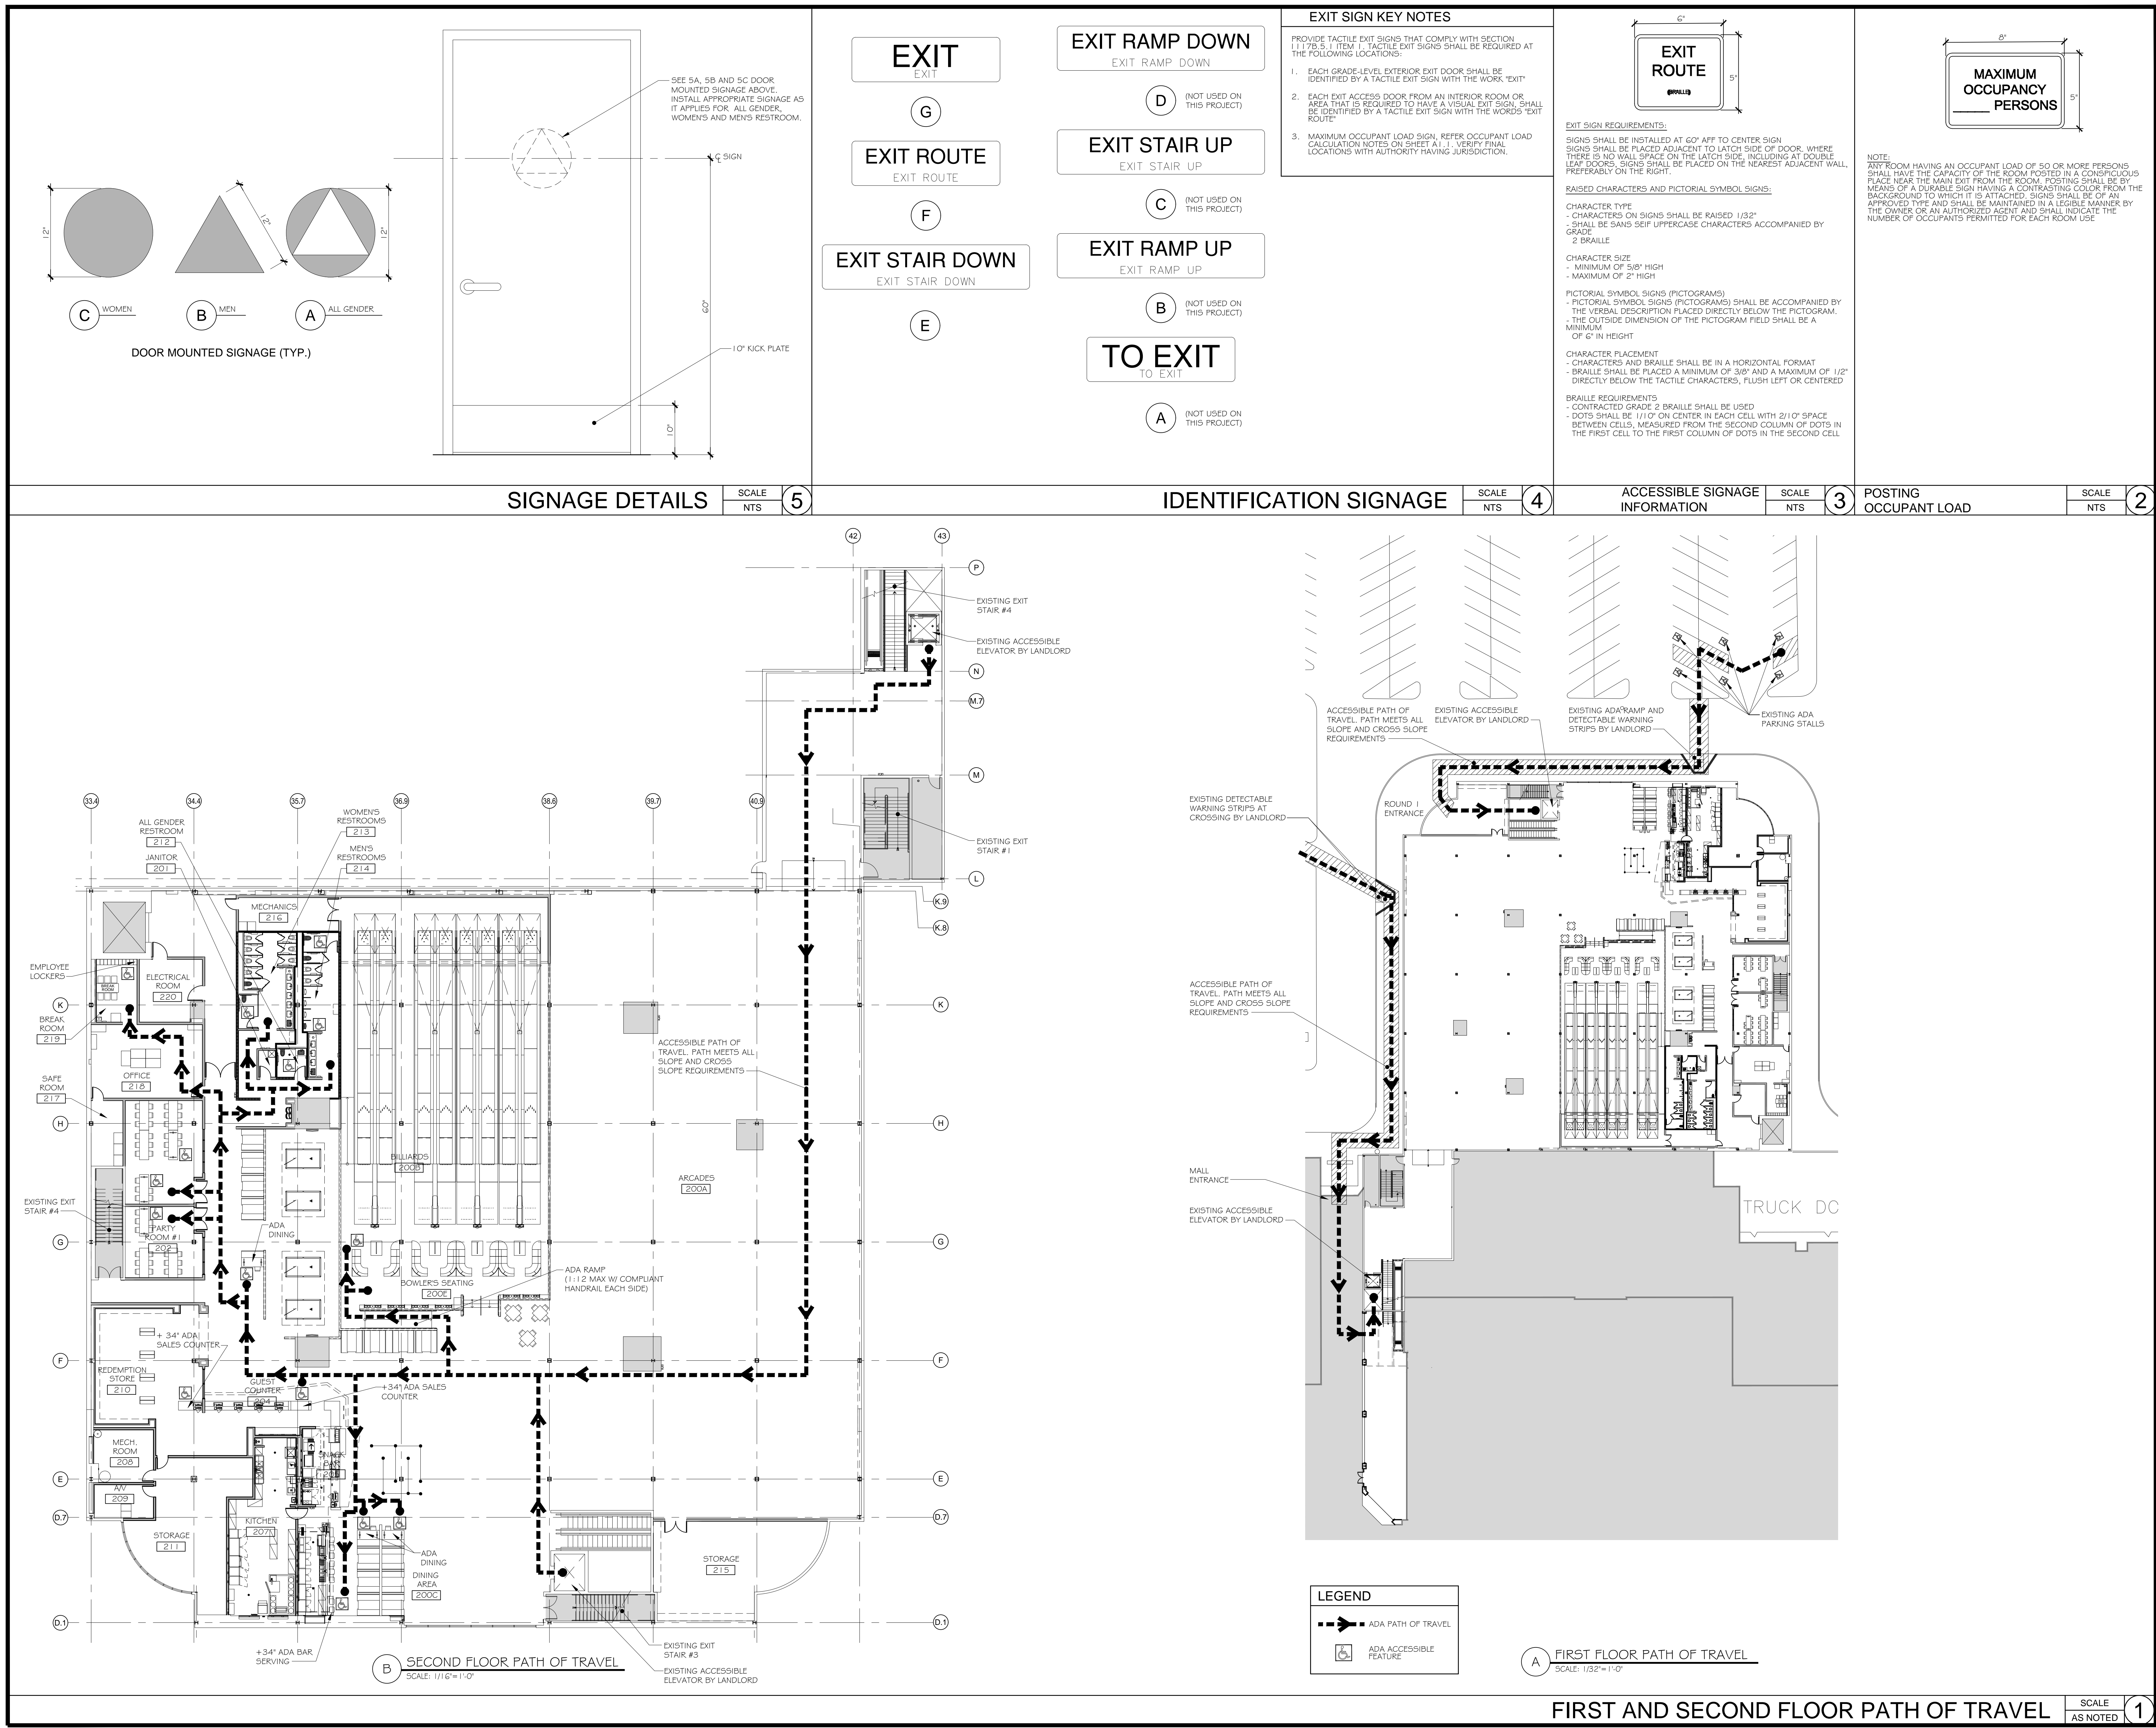 12"
12"
12"
C
WOMEN
B
MEN
A
ALL GENDER
DOOR MOUNTED SIGNAGE (TYP.)
SEE 5A, 5B AND 5C DOOR
MOUNTED SIGNAGE ABOVE.
INSTALL APPROPRIATE SIGNAGE AS
IT APPLIES FOR ALL GENDER,
WOMEN'S AND MEN'S RESTROOM.
℄ SIGN
60"
10" KICK PLATE
10"
SIGNAGE DETAILS
SCALE
NTS
5
EXIT
EXIT
G
EXIT ROUTE
EXIT ROUTE
F
EXIT STAIR DOWN
EXIT STAIR DOWN
E
EXIT RAMP DOWN
EXIT RAMP DOWN
D
(NOT USED ON
THIS PROJECT)
EXIT STAIR UP
EXIT STAIR UP
C
(NOT USED ON
THIS PROJECT)
EXIT RAMP UP
EXIT RAMP UP
B
(NOT USED ON
THIS PROJECT)
TO EXIT
TO EXIT
A
(NOT USED ON
THIS PROJECT)
EXIT SIGN KEY NOTES
PROVIDE TACTILE EXIT SIGNS THAT COMPLY WITH SECTION
1117B.5.1 ITEM 1. TACTILE EXIT SIGNS SHALL BE REQUIRED AT
THE FOLLOWING LOCATIONS:
1. EACH GRADE-LEVEL EXTERIOR EXIT DOOR SHALL BE
IDENTIFIED BY A TACTILE EXIT SIGN WITH THE WORK "EXIT"
2. EACH EXIT ACCESS DOOR FROM AN INTERIOR ROOM OR
AREA THAT IS REQUIRED TO HAVE A VISUAL EXIT SIGN, SHALL
BE IDENTIFIED BY A TACTILE EXIT SIGN WITH THE WORDS "EXIT
ROUTE"
3. MAXIMUM OCCUPANT LOAD SIGN, REFER OCCUPANT LOAD
CALCULATION NOTES ON SHEET A1.1. VERIFY FINAL
LOCATIONS WITH AUTHORITY HAVING JURISDICTION.
IDENTIFICATION SIGNAGE
SCALE
NTS
4
6"
EXIT
ROUTE
(BRAILLE)
5"
EXIT SIGN REQUIREMENTS:
SIGNS SHALL BE INSTALLED AT 60" AFF TO CENTER SIGN
SIGNS SHALL BE PLACED ADJACENT TO LATCH SIDE OF DOOR. WHERE
THERE IS NO WALL SPACE ON THE LATCH SIDE, INCLUDING AT DOUBLE
LEAF DOORS, SIGNS SHALL BE PLACED ON THE NEAREST ADJACENT WALL,
PREFERABLY ON THE RIGHT.
RAISED CHARACTERS AND PICTORIAL SYMBOL SIGNS:
CHARACTER TYPE
- CHARACTERS ON SIGNS SHALL BE RAISED 1/32"
- SHALL BE SANS SEIF UPPERCASE CHARACTERS ACCOMPANIED BY
GRADE
2 BRAILLE
CHARACTER SIZE
- MINIMUM OF 5/8" HIGH
- MAXIMUM OF 2" HIGH
PICTORIAL SYMBOL SIGNS (PICTOGRAMS)
- PICTORIAL SYMBOL SIGNS (PICTOGRAMS) SHALL BE ACCOMPANIED BY
THE VERBAL DESCRIPTION PLACED DIRECTLY BELOW THE PICTOGRAM.
- THE OUTSIDE DIMENSION OF THE PICTOGRAM FIELD SHALL BE A
MINIMUM
OF 6" IN HEIGHT
CHARACTER PLACEMENT
- CHARACTERS AND BRAILLE SHALL BE IN A HORIZONTAL FORMAT
- BRAILLE SHALL BE PLACED A MINIMUM OF 3/8" AND A MAXIMUM OF 1/2"
DIRECTLY BELOW THE TACTILE CHARACTERS, FLUSH LEFT OR CENTERED
BRAILLE REQUIREMENTS
- CONTRACTED GRADE 2 BRAILLE SHALL BE USED
- DOTS SHALL BE 1/10" ON CENTER IN EACH CELL WITH 2/10" SPACE
BETWEEN CELLS, MEASURED FROM THE SECOND COLUMN OF DOTS IN
THE FIRST CELL TO THE FIRST COLUMN OF DOTS IN THE SECOND CELL
ACCESSIBLE SIGNAGE
INFORMATION
SCALE
NTS
3
8"
MAXIMUM
OCCUPANCY
_____ PERSONS
5"
NOTE:
ANY ROOM HAVING AN OCCUPANT LOAD OF 50 OR MORE PERSONS
SHALL HAVE THE CAPACITY OF THE ROOM POSTED IN A CONSPICUOUS
PLACE NEAR THE MAIN EXIT FROM THE ROOM. POSTING SHALL BE BY
MEANS OF A DURABLE SIGN HAVING A CONTRASTING COLOR FROM THE
BACKGROUND TO WHICH IT IS ATTACHED. SIGNS SHALL BE OF AN
APPROVED TYPE AND SHALL BE MAINTAINED IN A LEGIBLE MANNER BY
THE OWNER OR AN AUTHORIZED AGENT AND SHALL INDICATE THE
NUMBER OF OCCUPANTS PERMITTED FOR EACH ROOM USE
POSTING
OCCUPANT LOAD
SCALE
NTS
2
42
43
P
EXISTING EXIT
STAIR #4
EXISTING ACCESSIBLE
ELEVATOR BY LANDLORD
N
M.7
M
EXISTING EXIT
STAIR #1
L
K.9
K.8
33.4
34.4
35.7
36.9
38.6
39.7
40.9
ALL GENDER
RESTROOM
212
JANITOR
201
WOMEN'S
RESTROOMS
213
MEN'S
RESTROOMS
214
MECHANICS
216
EMPLOYEE
LOCKERS
BREAK
ROOM
ELECTRICAL
ROOM
220
K
K
BREAK
ROOM
219
OFFICE
218
SAFE
ROOM
217
ACCESSIBLE PATH OF
TRAVEL. PATH MEETS ALL
SLOPE AND CROSS
SLOPE REQUIREMENTS
H
H
BILLIARDS
200B
ARCADES
200A
EXISTING EXIT
STAIR #4
PARTY
ROOM #1
202
ADA
DINING
G
G
BOWLER'S SEATING
200E
ADA RAMP
(1:12 MAX W/ COMPLIANT
HANDRAIL EACH SIDE)
+ 34" ADA
SALES COUNTER
F
F
REDEMPTION
STORE
210
GUEST
COUNTER
204
+34" ADA SALES
COUNTER
MECH.
ROOM
208
E
E
A/V
209
D.7
D.7
STORAGE
211
KITCHEN
207
ADA
DINING
DINING
AREA
200C
STORAGE
215
D.1
D.1
+34" ADA BAR
SERVING
EXISTING EXIT
STAIR #3
EXISTING ACCESSIBLE
ELEVATOR BY LANDLORD
B
SECOND FLOOR PATH OF TRAVEL
SCALE: 1/16"=1'-0"
ACCESSIBLE PATH OF
TRAVEL. PATH MEETS ALL
SLOPE AND CROSS SLOPE
REQUIREMENTS
EXISTING ACCESSIBLE
ELEVATOR BY LANDLORD
EXISTING ADA RAMP AND
DETECTABLE WARNING
STRIPS BY LANDLORD
EXISTING ADA
PARKING STALLS
EXISTING DETECTABLE
WARNING STRIPS AT
CROSSING BY LANDLORD
ROUND 1
ENTRANCE
ACCESSIBLE PATH OF
TRAVEL. PATH MEETS ALL
SLOPE AND CROSS SLOPE
REQUIREMENTS
MALL
ENTRANCE
EXISTING ACCESSIBLE
ELEVATOR BY LANDLORD
TRUCK DC
LEGEND
ADA PATH OF TRAVEL
ADA ACCESSIBLE
FEATURE
A
FIRST FLOOR PATH OF TRAVEL
SCALE: 1/32"=1'-0"
FIRST AND SECOND FLOOR PATH OF TRAVEL
SCALE
AS NOTED
1